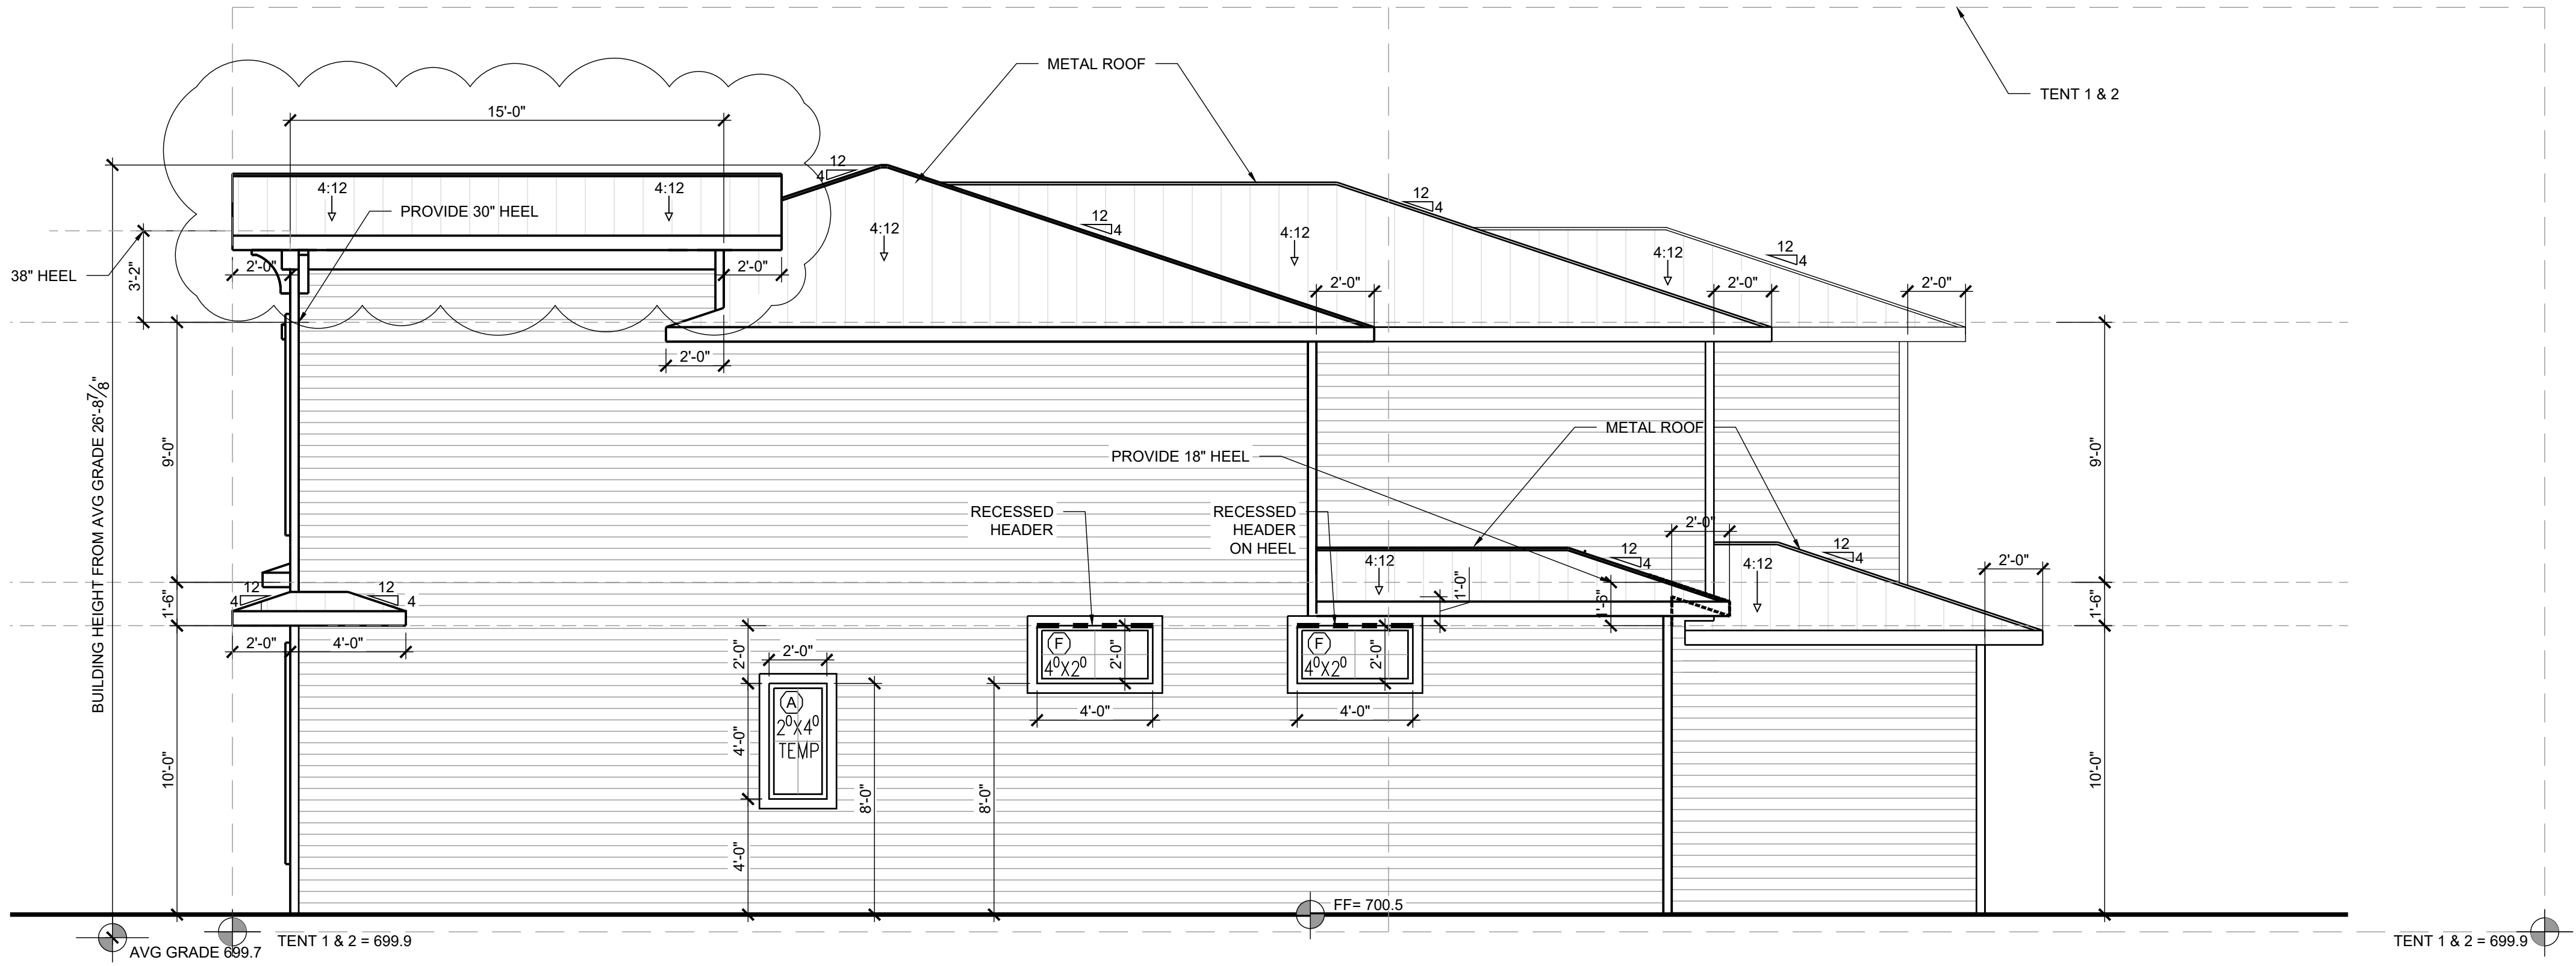 METAL ROOF
TENT 1 & 2
15'-0"
12
4
4:12
4:12
PROVIDE 30" HEEL
12
4
12
4
4:12
4:12
4:12
12
4
38" HEEL
3'-2"
2'-0"
2'-0"
2'-0"
2'-0"
2'-0"
2'-0"
BUILDING HEIGHT FROM AVG GRADE 26'-8 7/8"
9'-0"
9'-0"
METAL ROOF
PROVIDE 18" HEEL
RECESSED
HEADER
RECESSED
HEADER
ON HEEL
2'-0"
12
4
12
4
4:12
4:12
2'-0"
1'-0"
1'-6"
1'-6"
1'-6"
12
4
12
4
2'-0"
4'-0"
2'-0"
2'-0"
F
4⁰X2⁰
2'-0"
F
4⁰X2⁰
2'-0"
A
2⁰X4⁰
TEMP
4'-0"
4'-0"
4'-0"
8'-0"
8'-0"
10'-0"
10'-0"
4'-0"
FF= 700.5
AVG GRADE 699.7
TENT 1 & 2 = 699.9
TENT 1 & 2 = 699.9